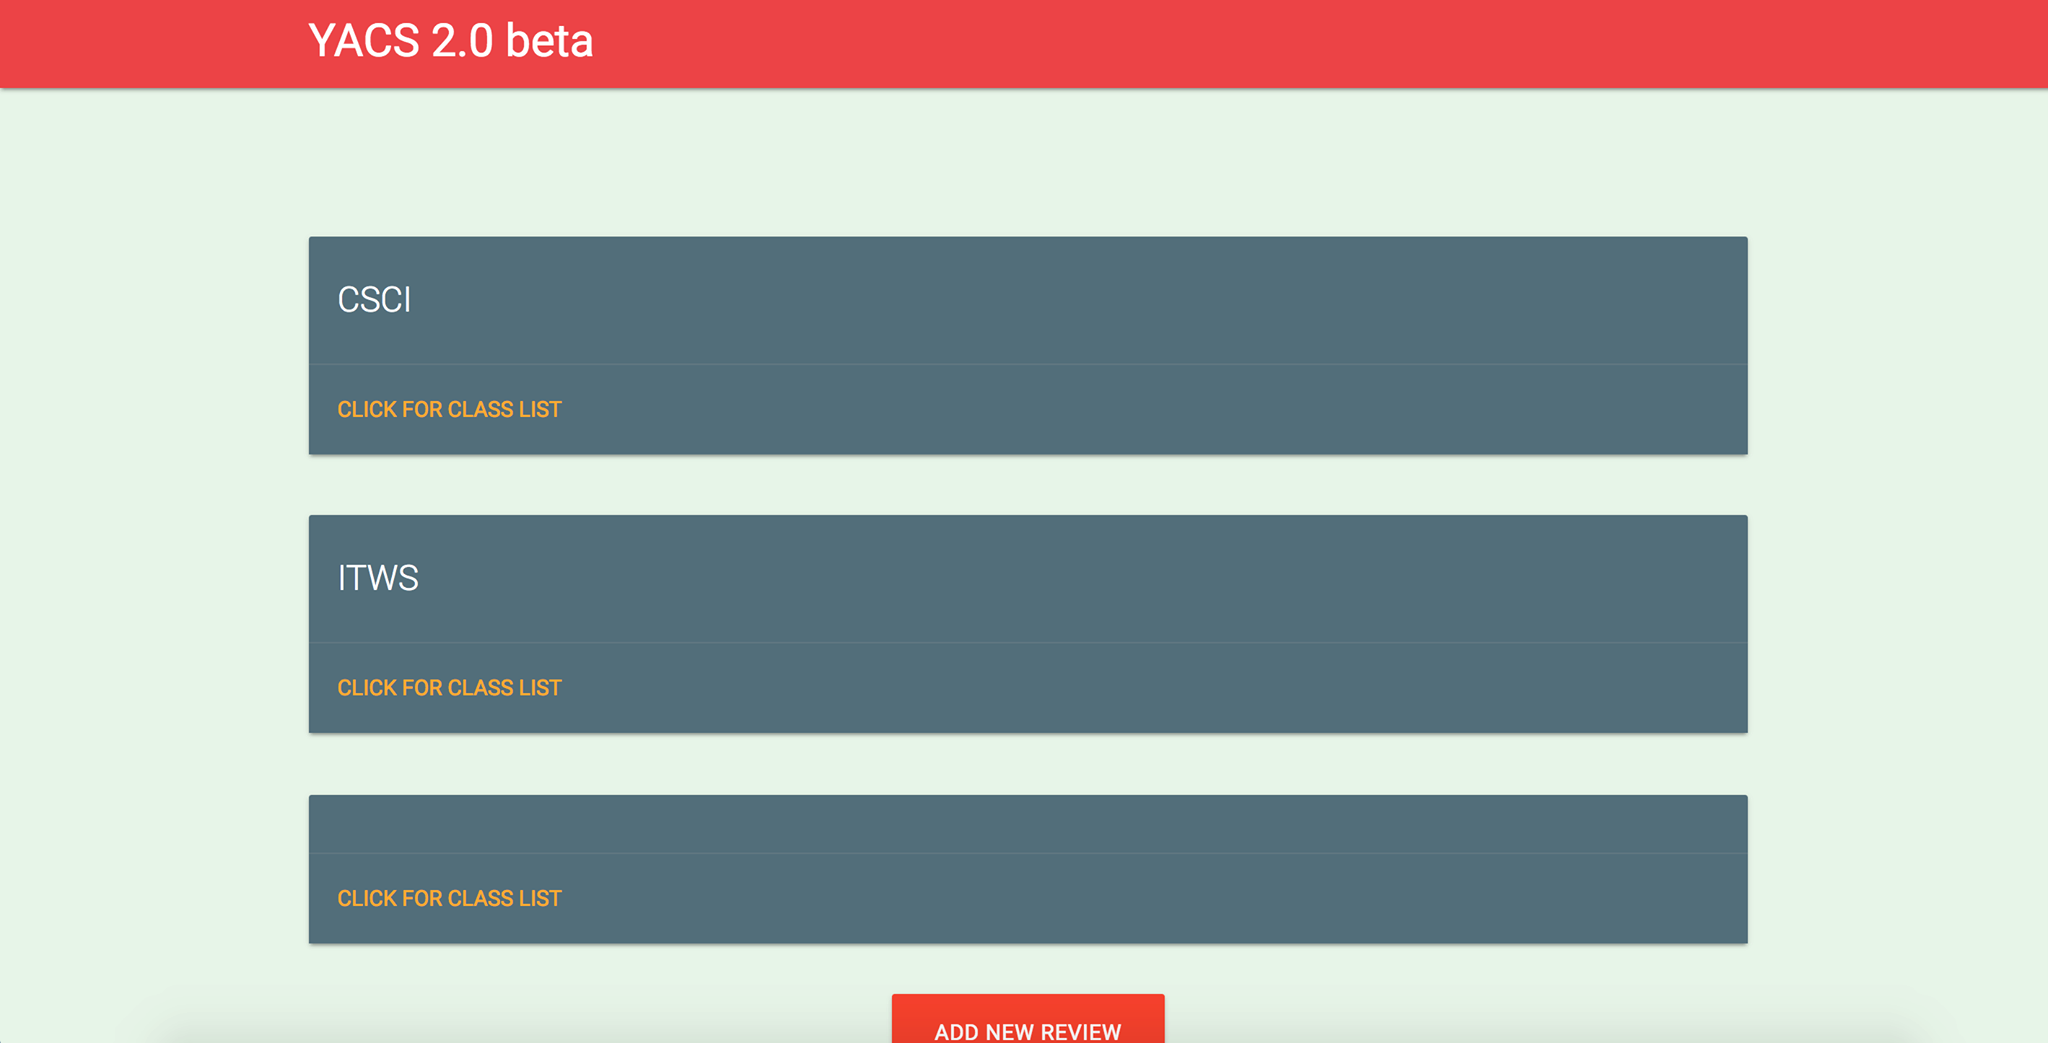 YACS 2.0 beta
CSCI
CLICK FOR CLASS LIST
ITWS
CLICK FOR CLASS LIST
CLICK FOR CLASS LIST
ADD NEW REVIEW